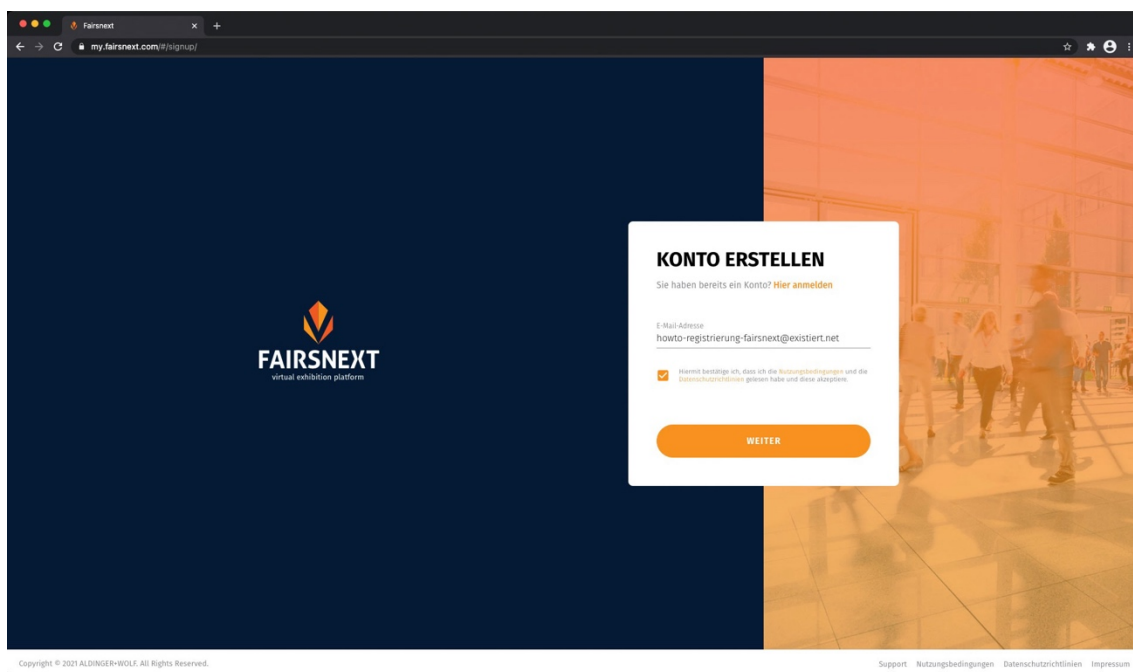 Fairsnext
my.fairsnext.com/#/signup/
KONTO ERSTELLEN
Sie haben bereits ein Konto? Hier anmelden
E-Mail-Adresse
howto-registrierung-fairsnext@existiert.net
Hiermit bestätige ich, dass ich die Nutzungsbedingungen und die
Datenschutzrichtlinien gelesen habe und diese akzeptiere.
WEITER
FAIRSNEXT
virtual exhibition platform
Copyright © 2021 ALDINGER+WOLF. All Rights Reserved.
Support Nutzungsbedingungen Datenschutzrichtlinien Impressum